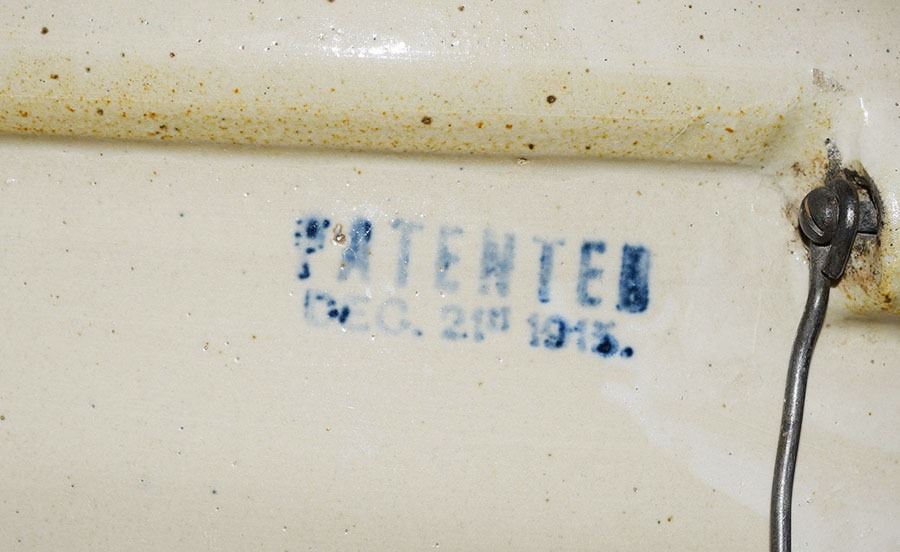 PATENTED
DEC. 21st 1915.